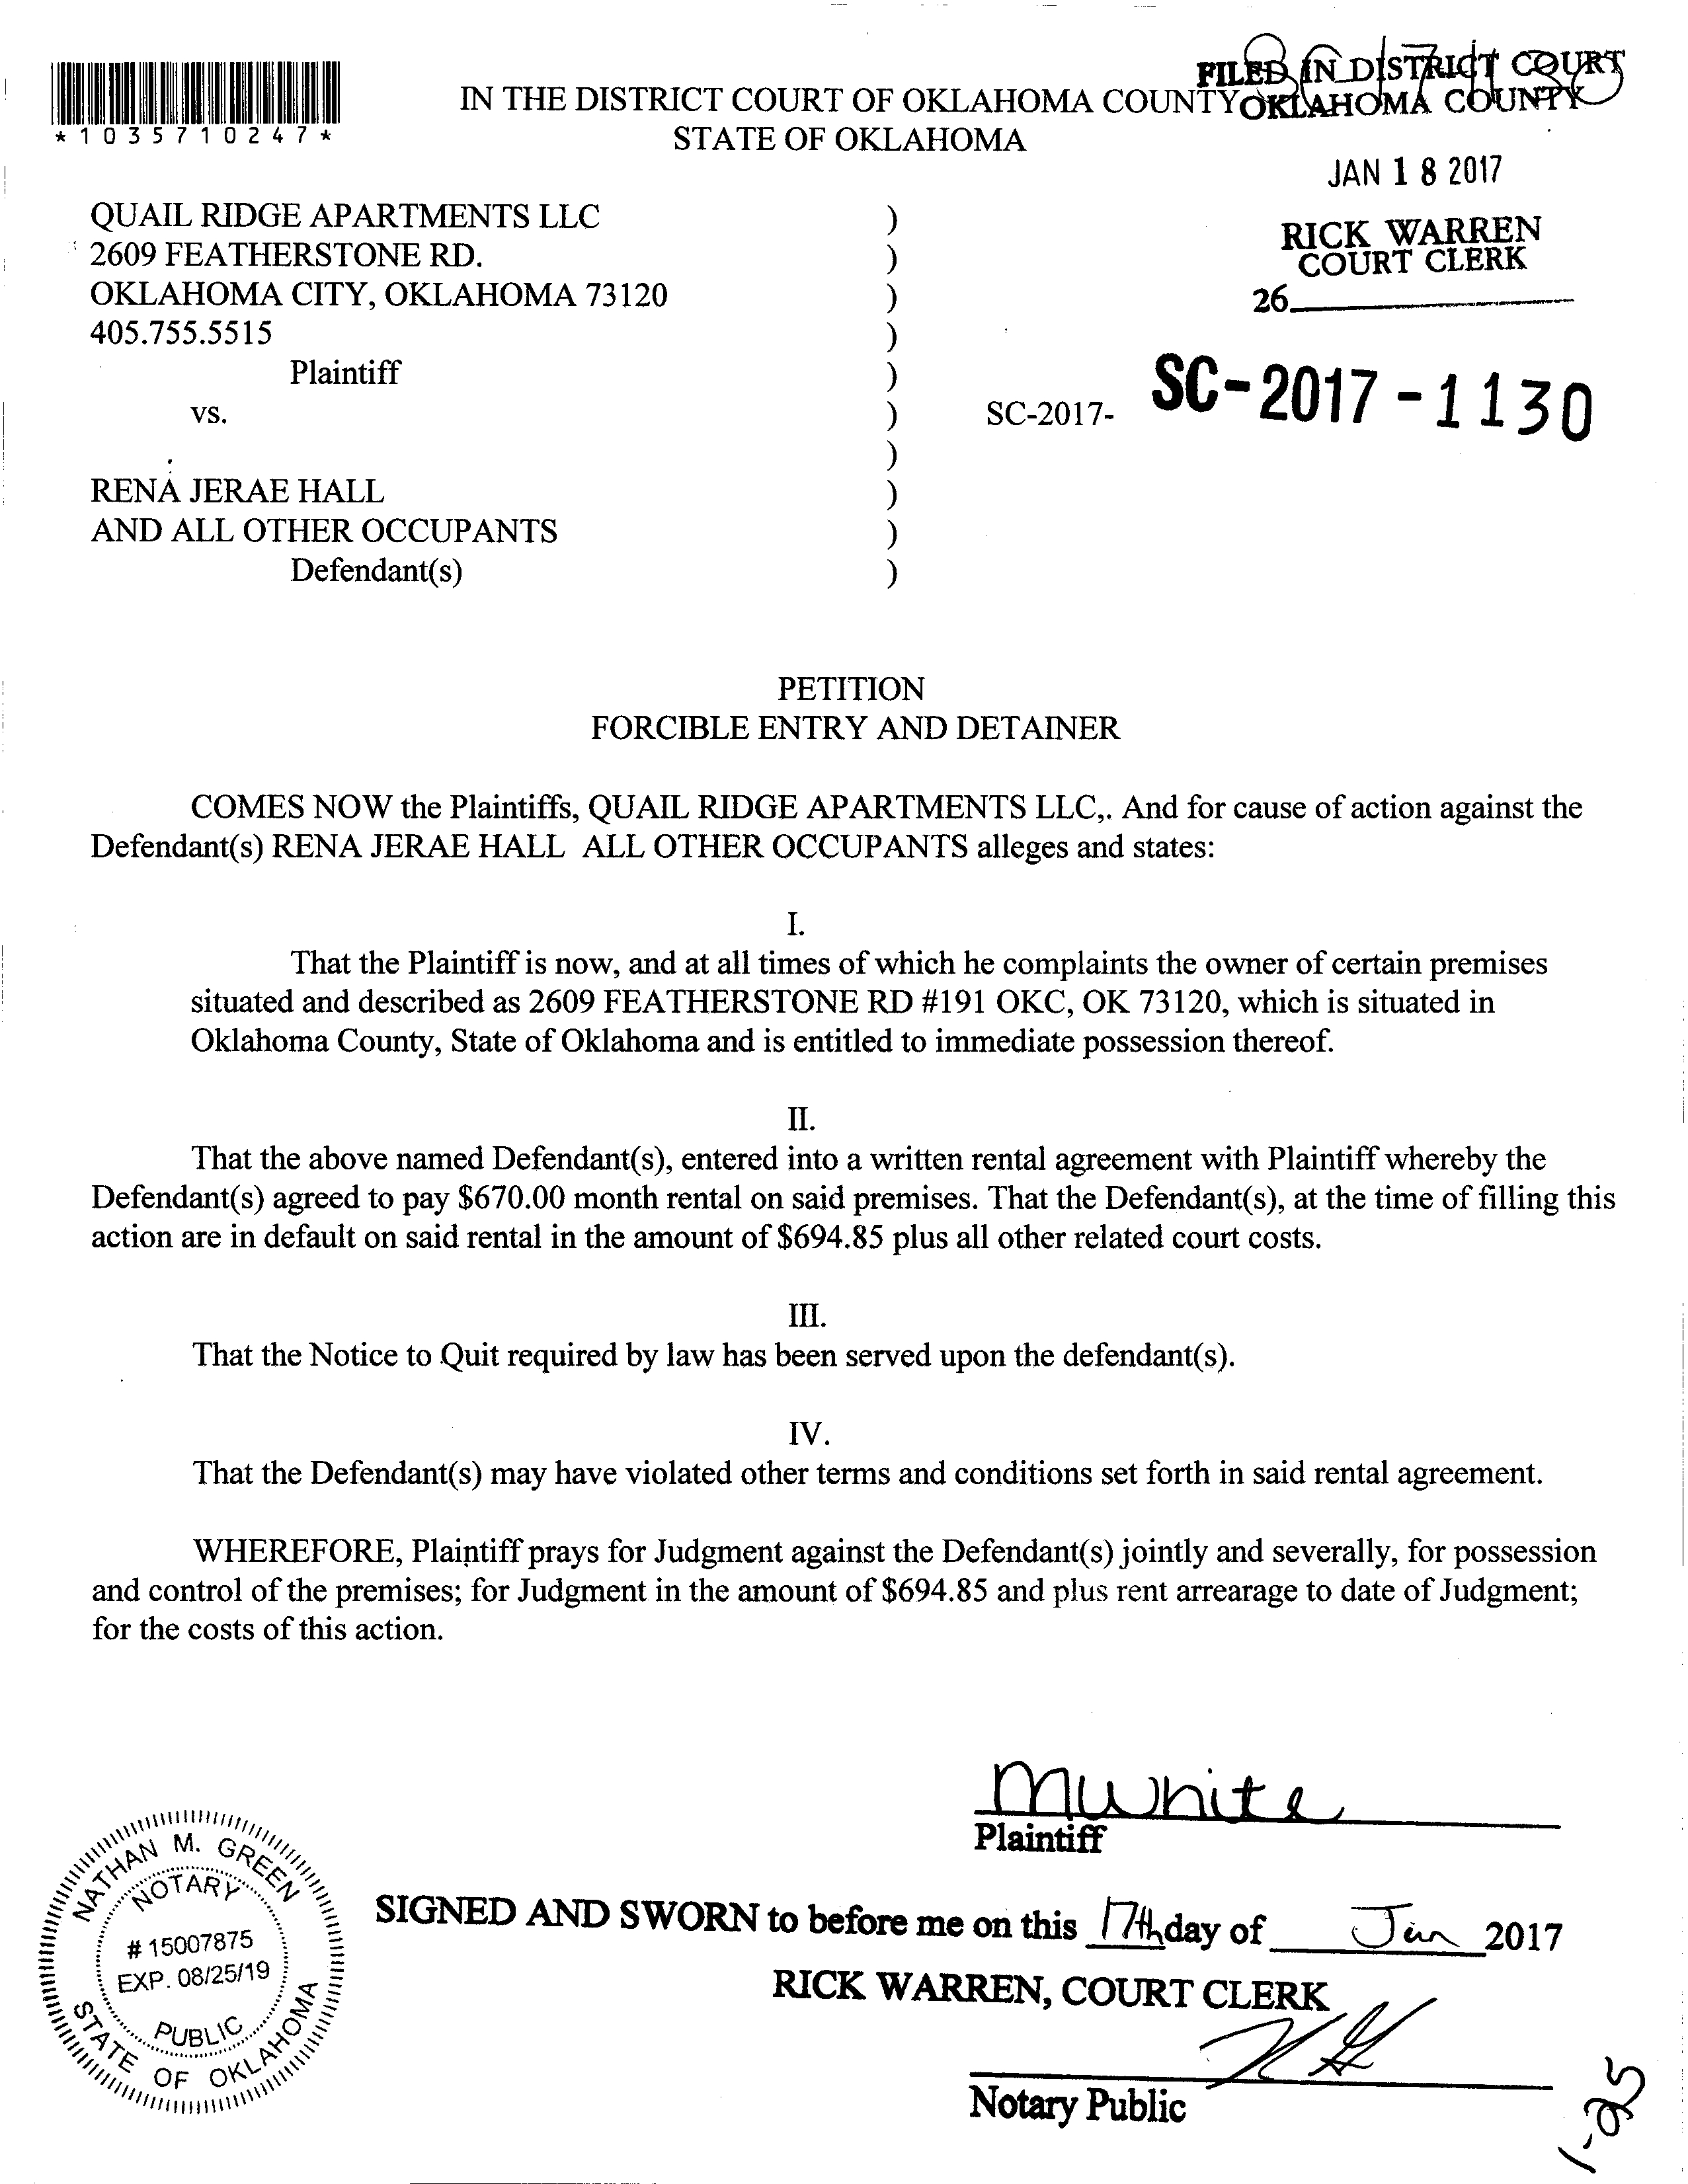 FILED IN DISTRICT COURT
OKLAHOMA COUNTY
*1035710247*
IN THE DISTRICT COURT OF OKLAHOMA COUNTY
STATE OF OKLAHOMA
JAN 18 2017
RICK WARREN
COURT CLERK
26
QUAIL RIDGE APARTMENTS LLC )
2609 FEATHERSTONE RD. )
OKLAHOMA CITY, OKLAHOMA 73120 )
405.755.5515 )
Plaintiff )
vs. ) SC-2017- SC-2017-1130
)
RENA JERAE HALL )
AND ALL OTHER OCCUPANTS )
Defendant(s) )
PETITION
FORCIBLE ENTRY AND DETAINER
COMES NOW the Plaintiffs, QUAIL RIDGE APARTMENTS LLC,. And for cause of action against the
Defendant(s) RENA JERAE HALL ALL OTHER OCCUPANTS alleges and states:
I.
That the Plaintiff is now, and at all times of which he complaints the owner of certain premises
situated and described as 2609 FEATHERSTONE RD #191 OKC, OK 73120, which is situated in
Oklahoma County, State of Oklahoma and is entitled to immediate possession thereof.
II.
That the above named Defendant(s), entered into a written rental agreement with Plaintiff whereby the
Defendant(s) agreed to pay $670.00 month rental on said premises. That the Defendant(s), at the time of filling this
action are in default on said rental in the amount of $694.85 plus all other related court costs.
III.
That the Notice to Quit required by law has been served upon the defendant(s).
IV.
That the Defendant(s) may have violated other terms and conditions set forth in said rental agreement.
WHEREFORE, Plaintiff prays for Judgment against the Defendant(s) jointly and severally, for possession
and control of the premises; for Judgment in the amount of $694.85 and plus rent arrearage to date of Judgment;
for the costs of this action.
MWhite
Plaintiff
SIGNED AND SWORN to before me on this 17th day of Jan 2017
RICK WARREN, COURT CLERK
Notary Public
NATHAN M. GREEN
NOTARY
# 15007875
EXP. 08/25/19
PUBLIC
STATE OF OKLAHOMA
1-25